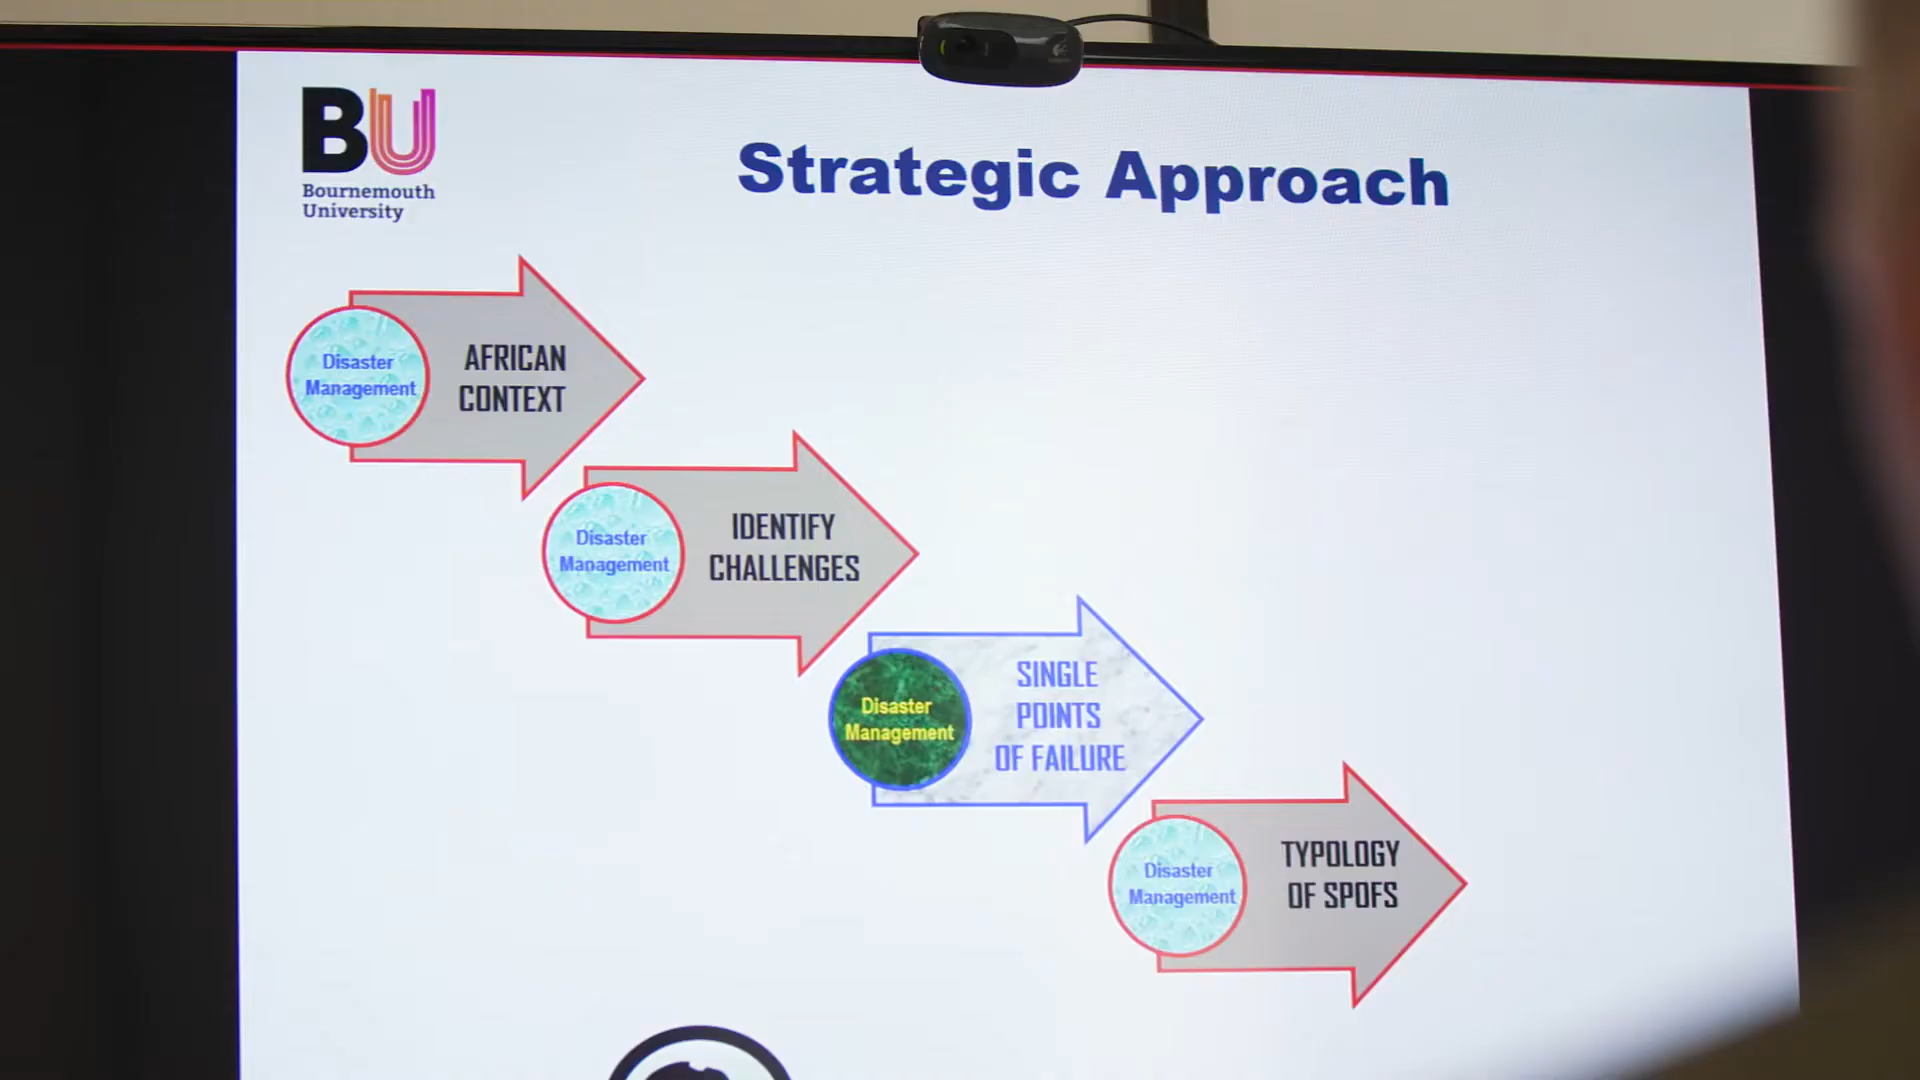 BU
Bournemouth
University
Strategic Approach
Disaster
Management
AFRICAN
CONTEXT
Disaster
Management
IDENTIFY
CHALLENGES
Disaster
Management
SINGLE
POINTS
OF FAILURE
Disaster
Management
TYPOLOGY
OF SPOFS